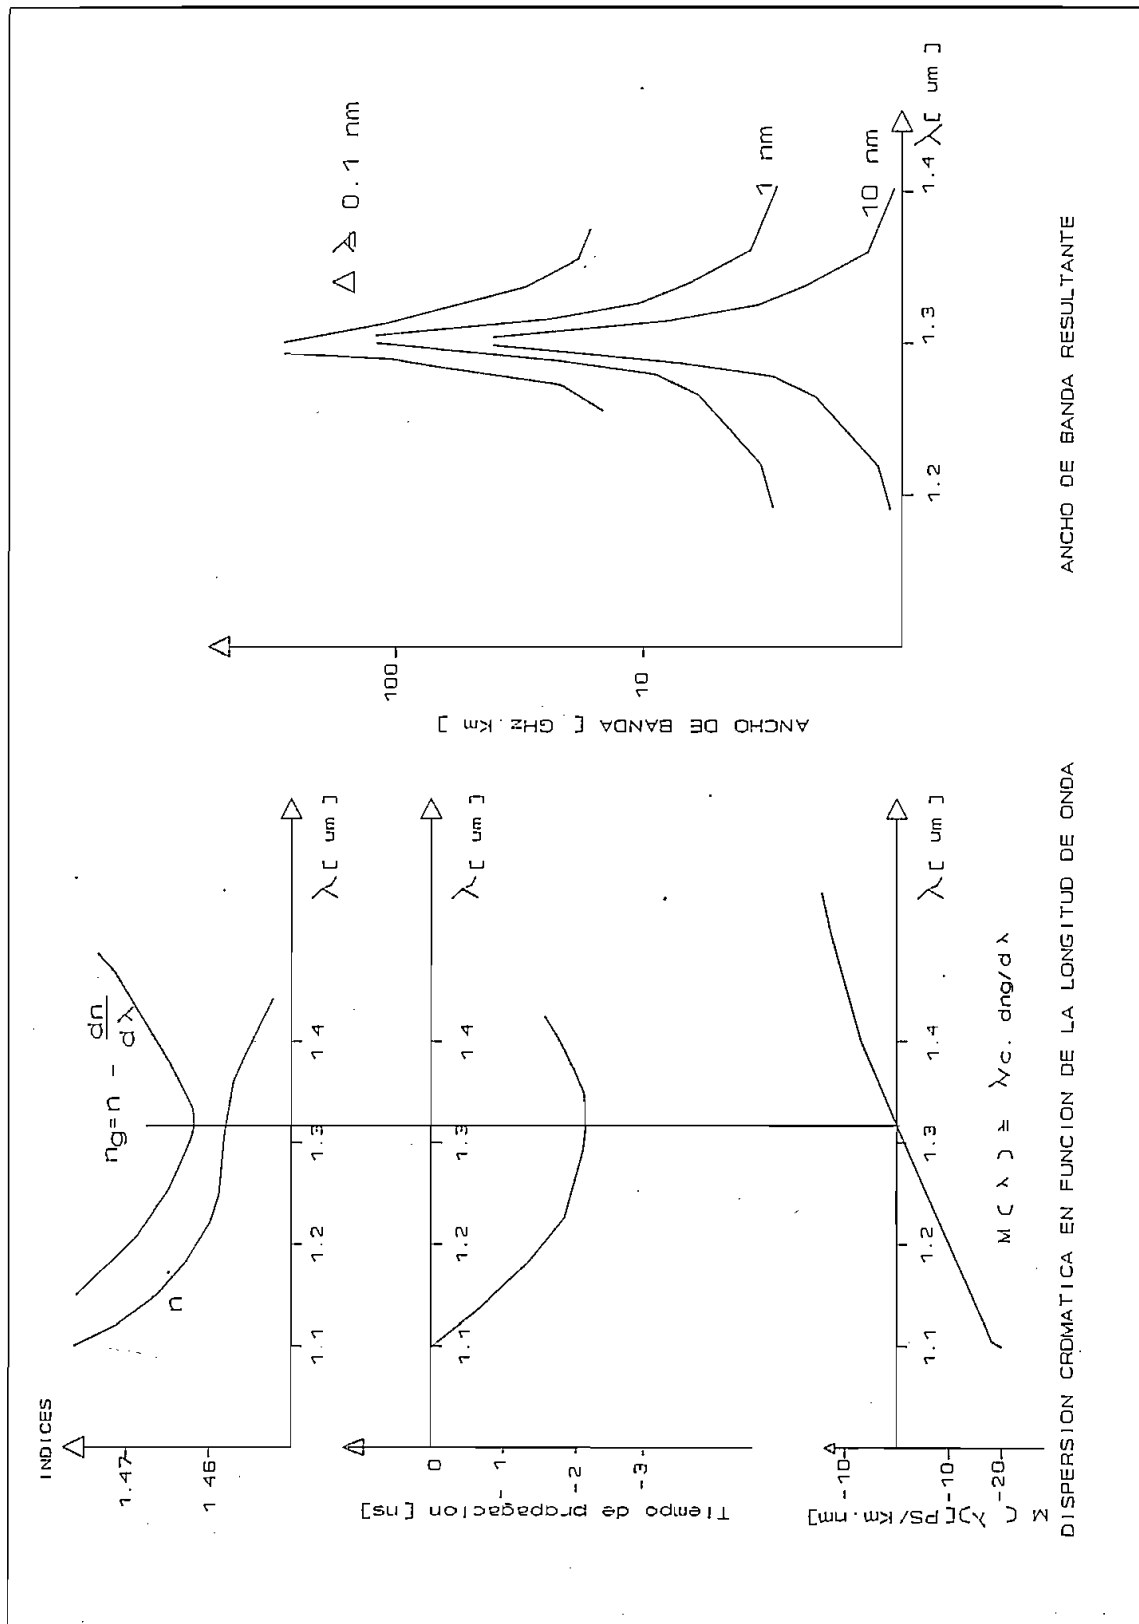 INDICES
1.47
1 46
ng=n - dn
dλ
n
1.1
1.2
1.3
1 4
λ[ um ]
Tiempo de propagacion [ns]
0
- 1
- 2
- 3
1.1
1.2
1.3
1 4
λ[ um ]
M( λ)[PS/Km.nm]
-10
-10
-20
1.1
1.2
1.3
1.4
λ[ um ]
M ( λ ) ≅ λ/c. dng/dλ
DISPERSION CROMATICA EN FUNCION DE LA LONGITUD DE ONDA
ANCHO DE BANDA [ GHz.Km ]
100
10
Δ λ= 0.1 nm
1 nm
10 nm
1.2
1.3
1.4
λ[ um ]
ANCHO DE BANDA RESULTANTE